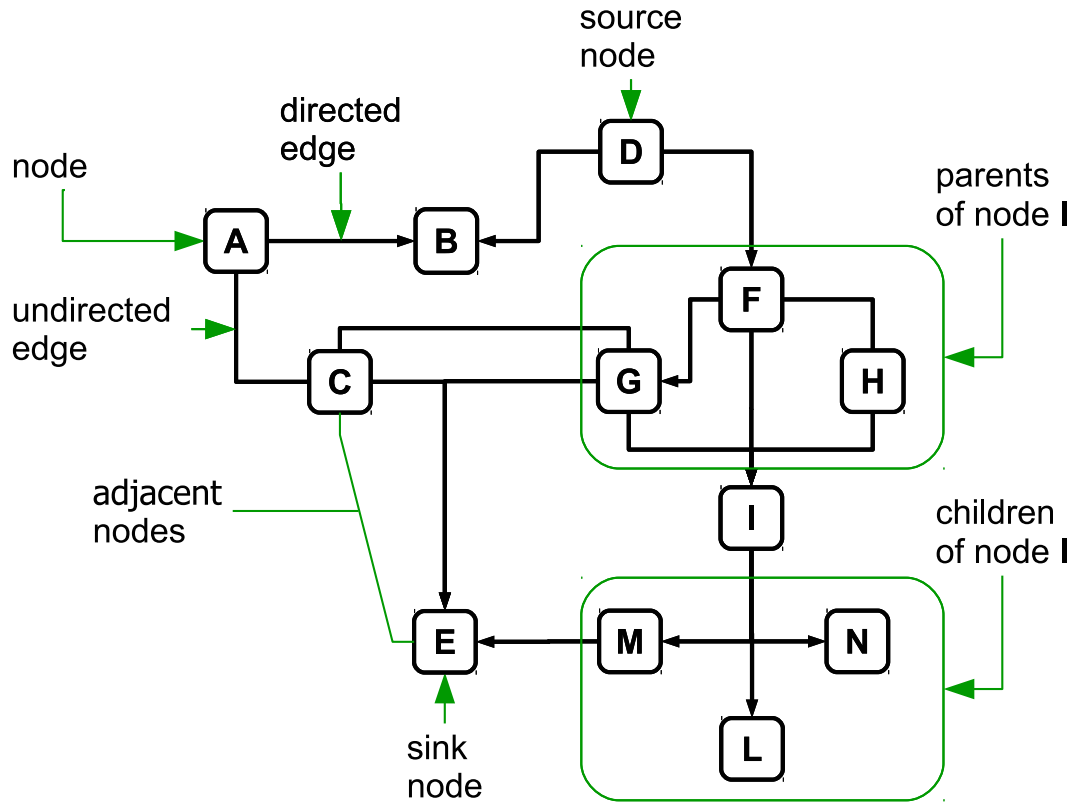 source
node
directed
edge
D
node
parents
of node I
A
B
F
undirected
edge
C
G
H
adjacent
nodes
I
children
of node I
E
M
N
sink
node
L